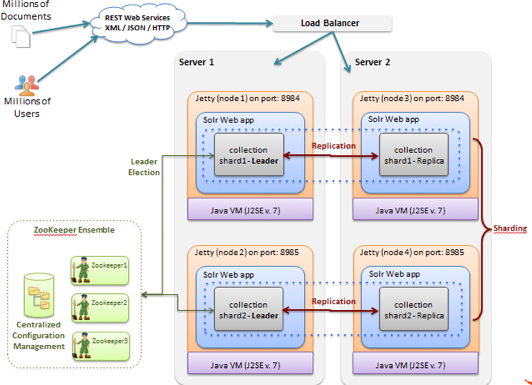 Millions of
Documents
REST Web Services
XML / JSON / HTTP
Load Balancer
Millions of
Users
Server 1
Server 2
Jetty (node 1) on port: 8984
Solr Web app
collection
shard1-Leader
Java VM (J2SE v. 7)
Jetty (node 3) on port: 8984
Solr Web app
collection
shard1-Replica
Java VM (J2SE v. 7)
Replication
Leader
Election
Sharding
ZooKeeper Ensemble
Zookeeper1
Zookeeper2
Zookeeper3
Centralized
Configuration
Management
Jetty (node 2) on port: 8985
Solr Web app
collection
shard2-Leader
Java VM (J2SE v. 7)
Jetty (node 4) on port: 8985
Solr Web app
collection
shard2-Replica
Java VM (J2SE v. 7)
Replication